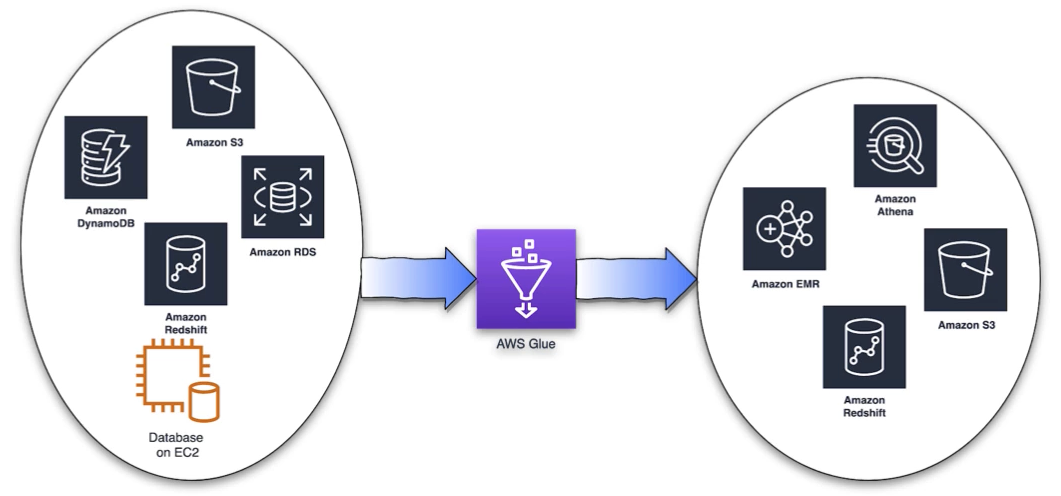 Amazon S3
Amazon
DynamoDB
Amazon RDS
Amazon
Redshift
Database
on EC2
AWS Glue
Amazon
Athena
Amazon EMR
Amazon S3
Amazon
Redshift